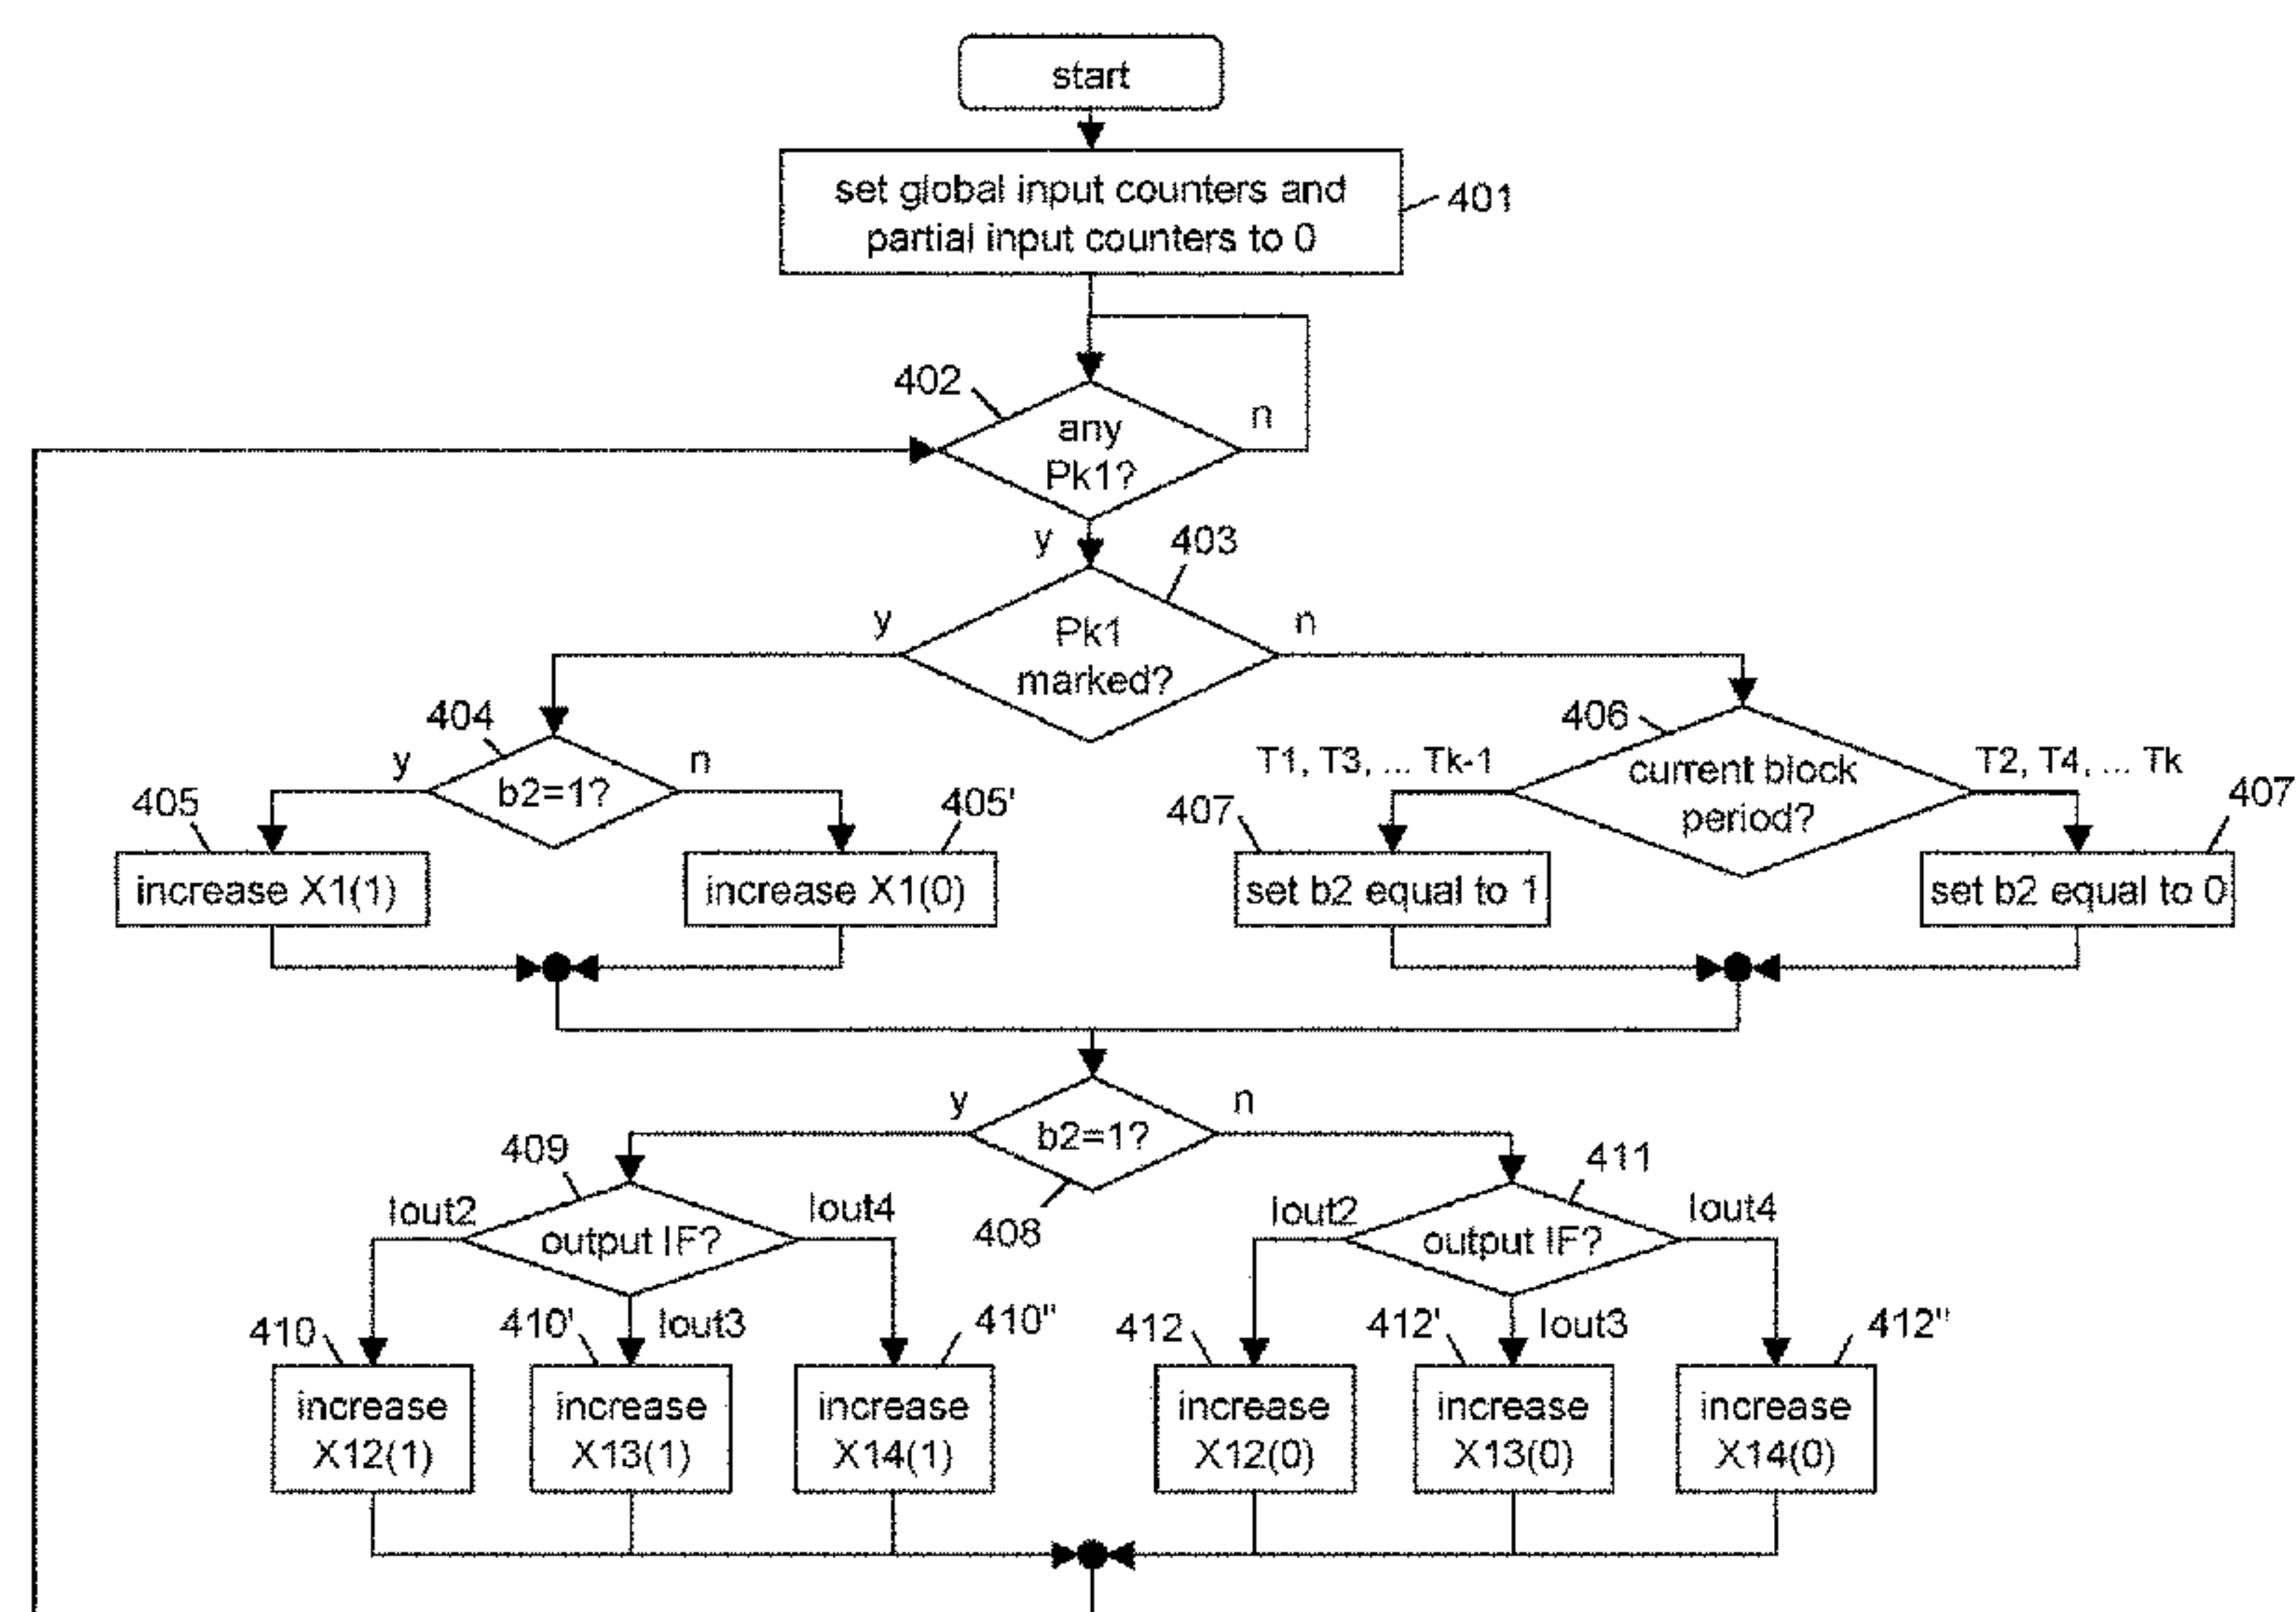 start
set global input counters and
partial input counters to 0
401
402
any
Pk1?
n
y
403
Pk1
marked?
y
n
404
b2=1?
y
n
405
increase X1(1)
405'
increase X1(0)
406
current block
period?
T1, T3, ... Tk-1
T2, T4, ... Tk
407
set b2 equal to 1
407
set b2 equal to 0
y
n
b2=1?
408
409
Iout2
output IF?
Iout4
411
Iout2
output IF?
Iout4
410
410'
Iout3
410"
412
412'
Iout3
412"
increase
X12(1)
increase
X13(1)
increase
X14(1)
increase
X12(0)
increase
X13(0)
increase
X14(0)